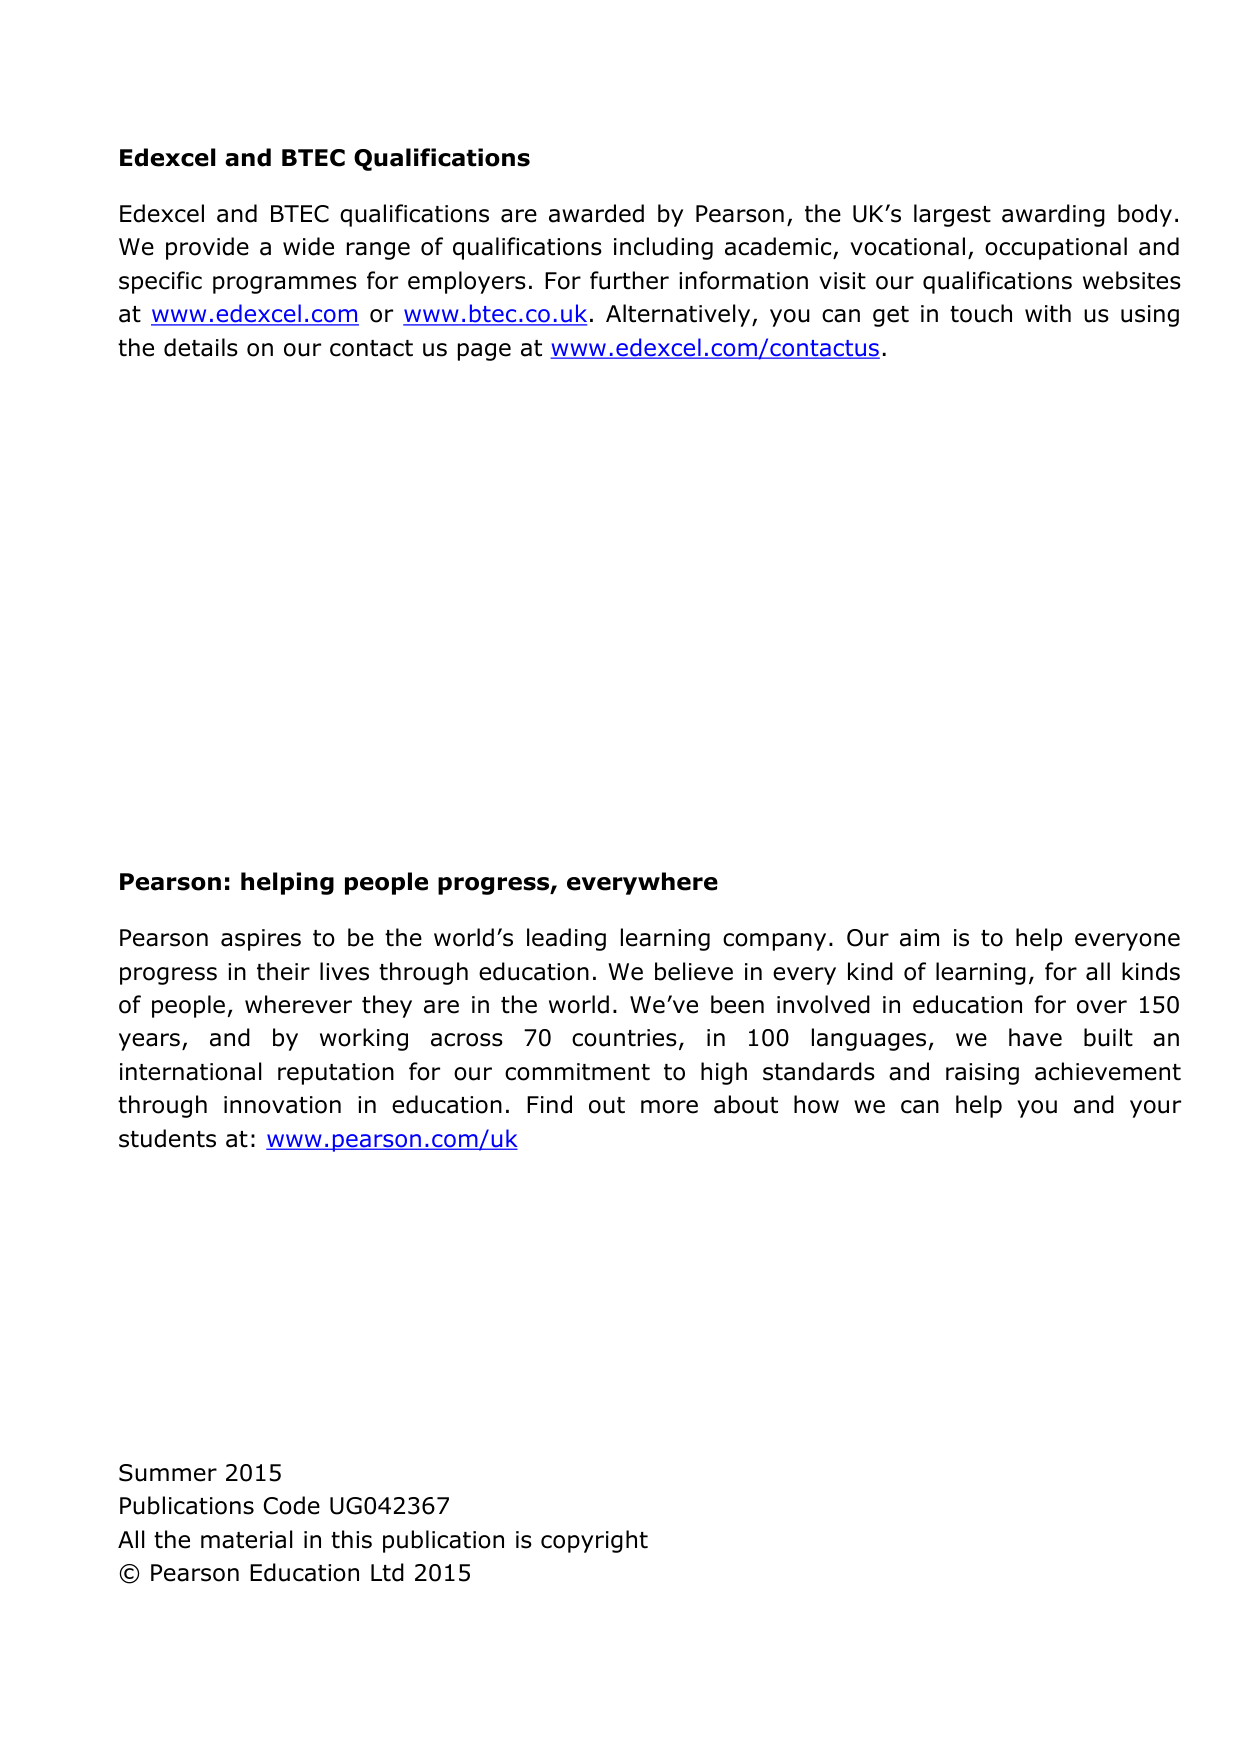 Edexcel and BTEC Qualifications
Edexcel and BTEC qualifications are awarded by Pearson, the UK’s largest awarding body.
We provide a wide range of qualifications including academic, vocational, occupational and
specific programmes for employers. For further information visit our qualifications websites
at www.edexcel.com or www.btec.co.uk. Alternatively, you can get in touch with us using
the details on our contact us page at www.edexcel.com/contactus.
Pearson: helping people progress, everywhere
Pearson aspires to be the world’s leading learning company. Our aim is to help everyone
progress in their lives through education. We believe in every kind of learning, for all kinds
of people, wherever they are in the world. We’ve been involved in education for over 150
years, and by working across 70 countries, in 100 languages, we have built an
international reputation for our commitment to high standards and raising achievement
through innovation in education. Find out more about how we can help you and your
students at: www.pearson.com/uk
Summer 2015
Publications Code UG042367
All the material in this publication is copyright
© Pearson Education Ltd 2015